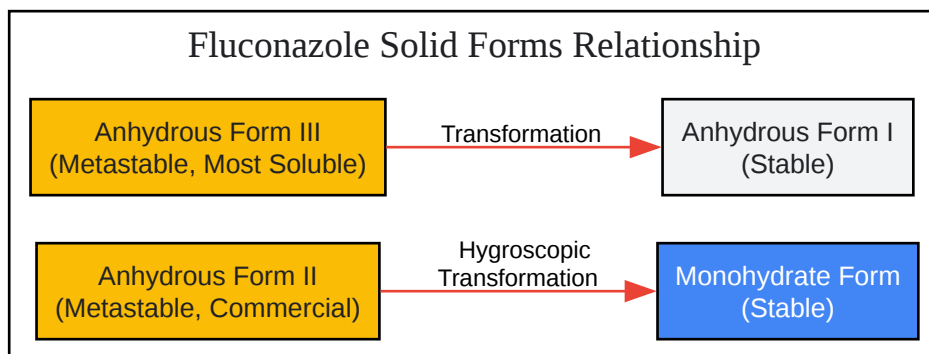 Fluconazole Solid Forms Relationship
Anhydrous Form III
(Metastable, Most Soluble)
Transformation
Anhydrous Form I
(Stable)
Anhydrous Form II
(Metastable, Commercial)
Hygroscopic
Transformation
Monohydrate Form
(Stable)